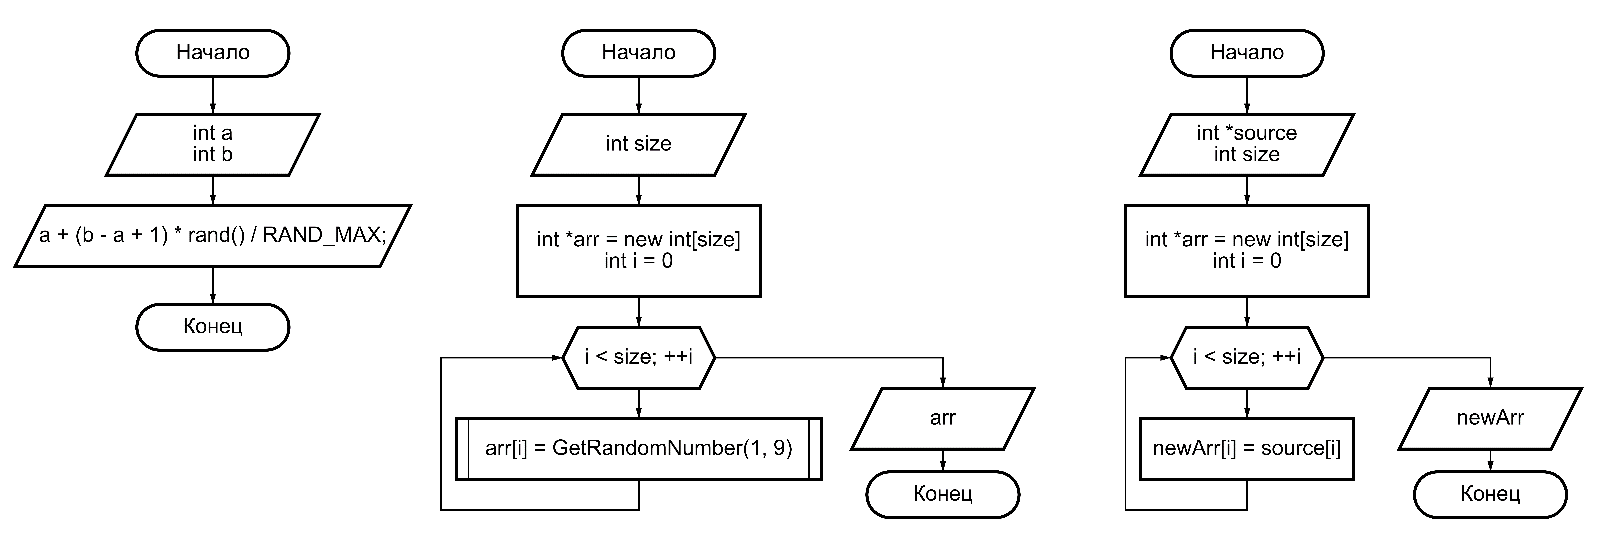 Начало
int a
int b
a + (b - a + 1) * rand() / RAND_MAX;
Конец
Начало
int size
int *arr = new int[size]
int i = 0
i < size; ++i
arr[i] = GetRandomNumber(1, 9)
arr
Конец
Начало
int *source
int size
int *arr = new int[size]
int i = 0
i < size; ++i
newArr[i] = source[i]
newArr
Конец